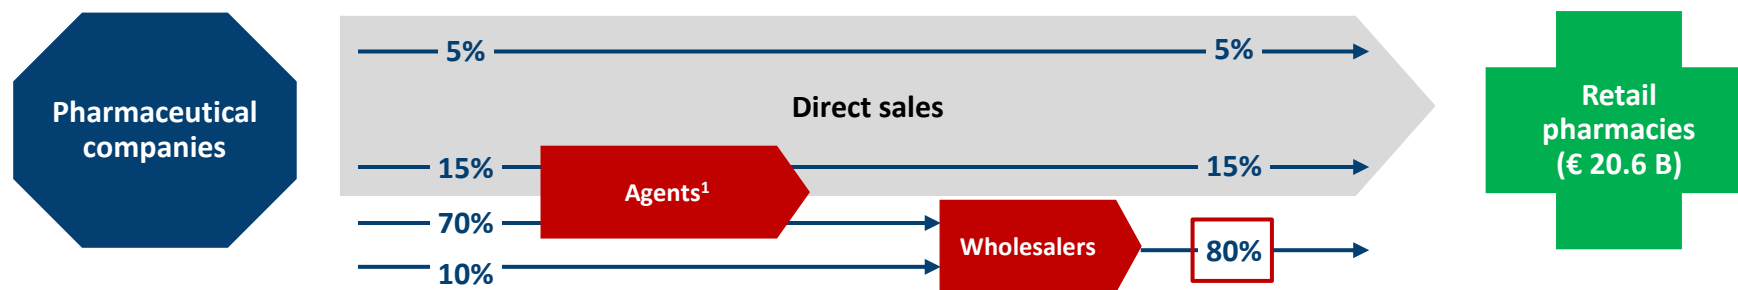 Pharmaceutical
companies
5%
5%
Direct sales
15%
15%
Agents¹
70%
10%
Wholesalers
80%
Retail
pharmacies
(€ 20.6 B)